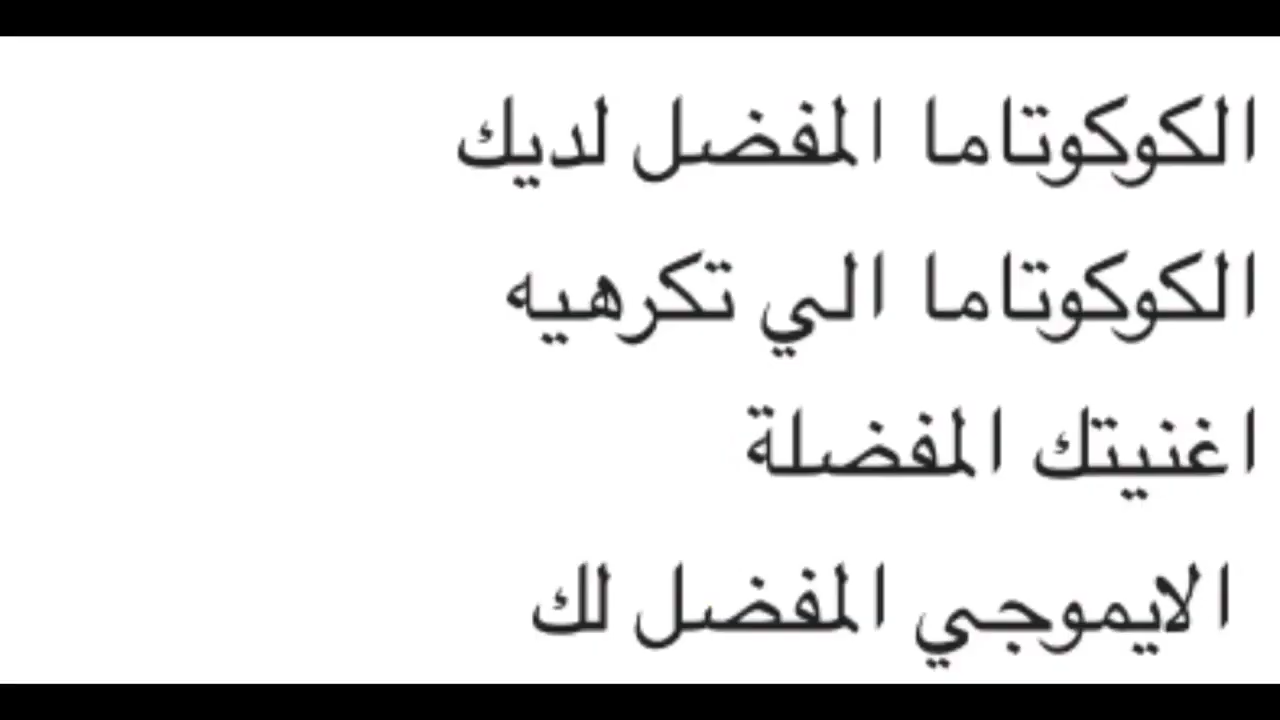 الكوكوتاما المفضل لديك
الكوكوتاما الي تكرهيه
اغنيتك المفضلة
الايموجي المفضل لك